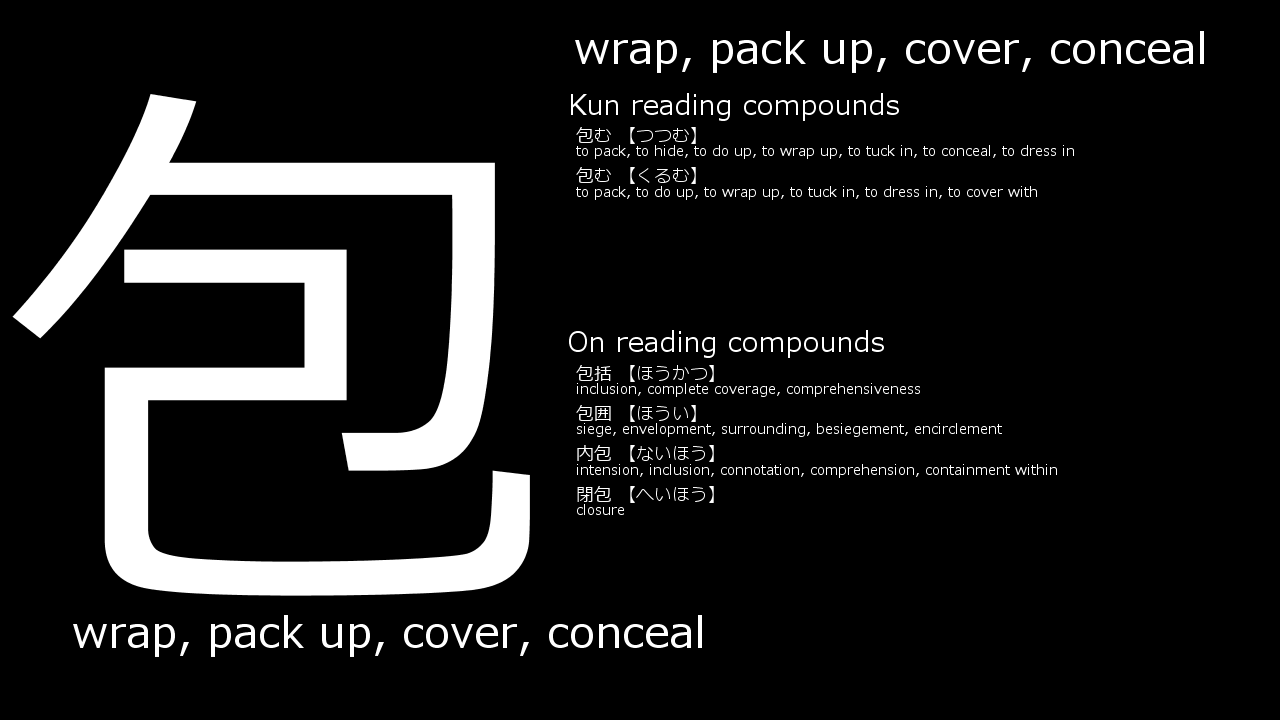 包
wrap, pack up, cover, conceal
wrap, pack up, cover, conceal
Kun reading compounds
包む 【つつむ】
to pack, to hide, to do up, to wrap up, to tuck in, to conceal, to dress in
包む 【くるむ】
to pack, to do up, to wrap up, to tuck in, to dress in, to cover with
On reading compounds
包括 【ほうかつ】
inclusion, complete coverage, comprehensiveness
包囲 【ほうい】
siege, envelopment, surrounding, besiegement, encirclement
内包 【ないほう】
intension, inclusion, connotation, comprehension, containment within
閉包 【へいほう】
closure